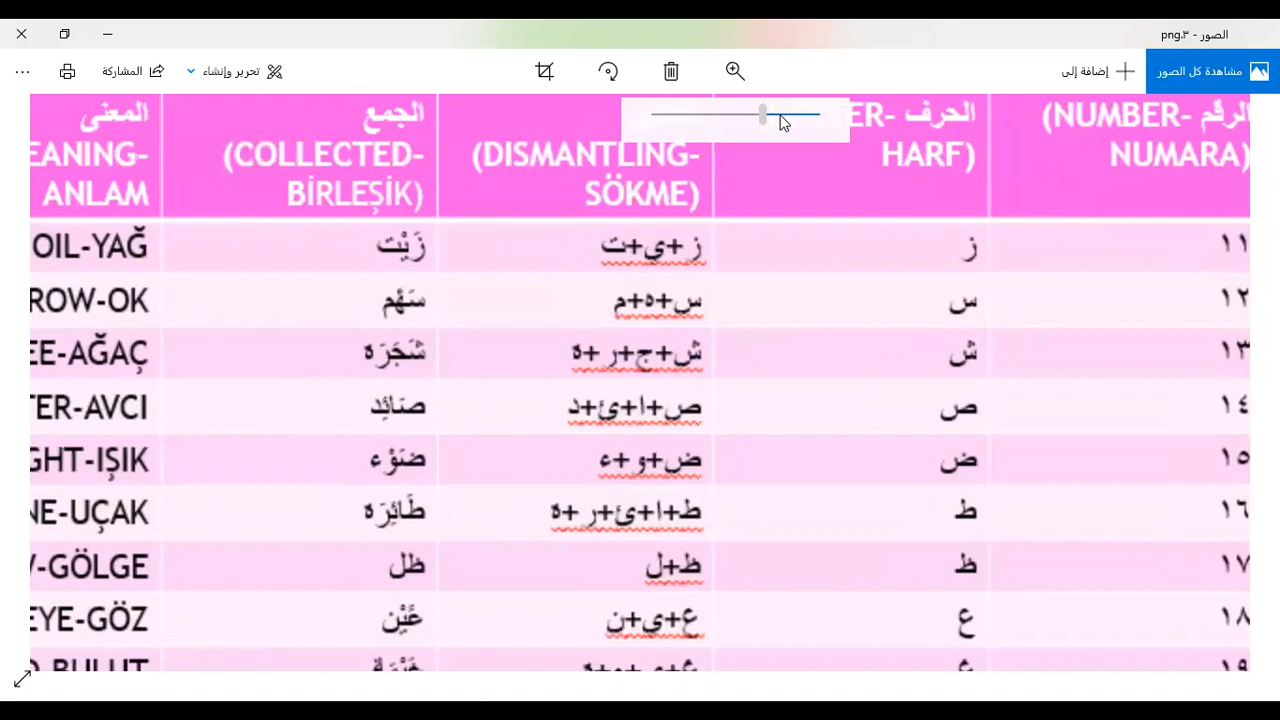 الصور - ٣.png
مشاهدة كل الصور
إضافة إلى
المشاركة
تحرير وإنشاء
الرقم (NUMBER-NUMARA) الحرف HARF) (DISMANTLING-SÖKME) الجمع (COLLECTED-BİRLEŞİK) المعنى ANLAM
١١ ز ز+ي+ت زَيْت OIL-YAĞ
١٢ س س+ه+م سَهْم ROW-OK
١٣ ش ش+ج+ر+ة شَجَرَة EE-AĞAÇ
١٤ ص ص+ا+ئ+د صَائِد TER-AVCI
١٥ ض ض+و+ء ضَوْء GHT-IŞIK
١٦ ط ط+ا+ئ+ر+ة طَائِرَة NE-UÇAK
١٧ ظ ظ+ل ظل GÖLGE
١٨ ع ع+ي+ن عَيْن EYE-GÖZ
١٩ BULUT